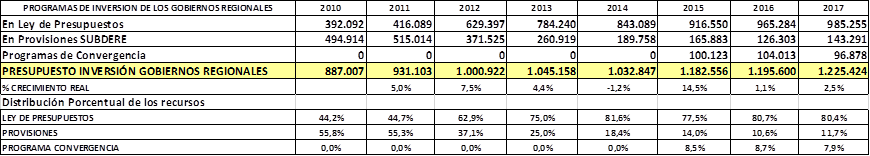 PROGRAMAS DE INVERSION DE LOS GOBIERNOS REGIONALES 2010 2011 2012 2013 2014 2015 2016 2017
En Ley de Presupuestos 392.092 416.089 629.397 784.240 843.089 916.550 965.284 985.255
En Provisiones SUBDERE 494.914 515.014 371.525 260.919 189.758 165.883 126.303 143.291
Programas de Convergencia 0 0 0 0 0 100.123 104.013 96.878
PRESUPUESTO INVERSIÓN GOBIERNOS REGIONALES 887.007 931.103 1.000.922 1.045.158 1.032.847 1.182.556 1.195.600 1.225.424
% CRECIMIENTO REAL 5,0% 7,5% 4,4% -1,2% 14,5% 1,1% 2,5%
Distribución Porcentual de los recursos
LEY DE PRESUPUESTOS 44,2% 44,7% 62,9% 75,0% 81,6% 77,5% 80,7% 80,4%
PROVISIONES 55,8% 55,3% 37,1% 25,0% 18,4% 14,0% 10,6% 11,7%
PROGRAMA CONVERGENCIA 0,0% 0,0% 0,0% 0,0% 0,0% 8,5% 8,7% 7,9%